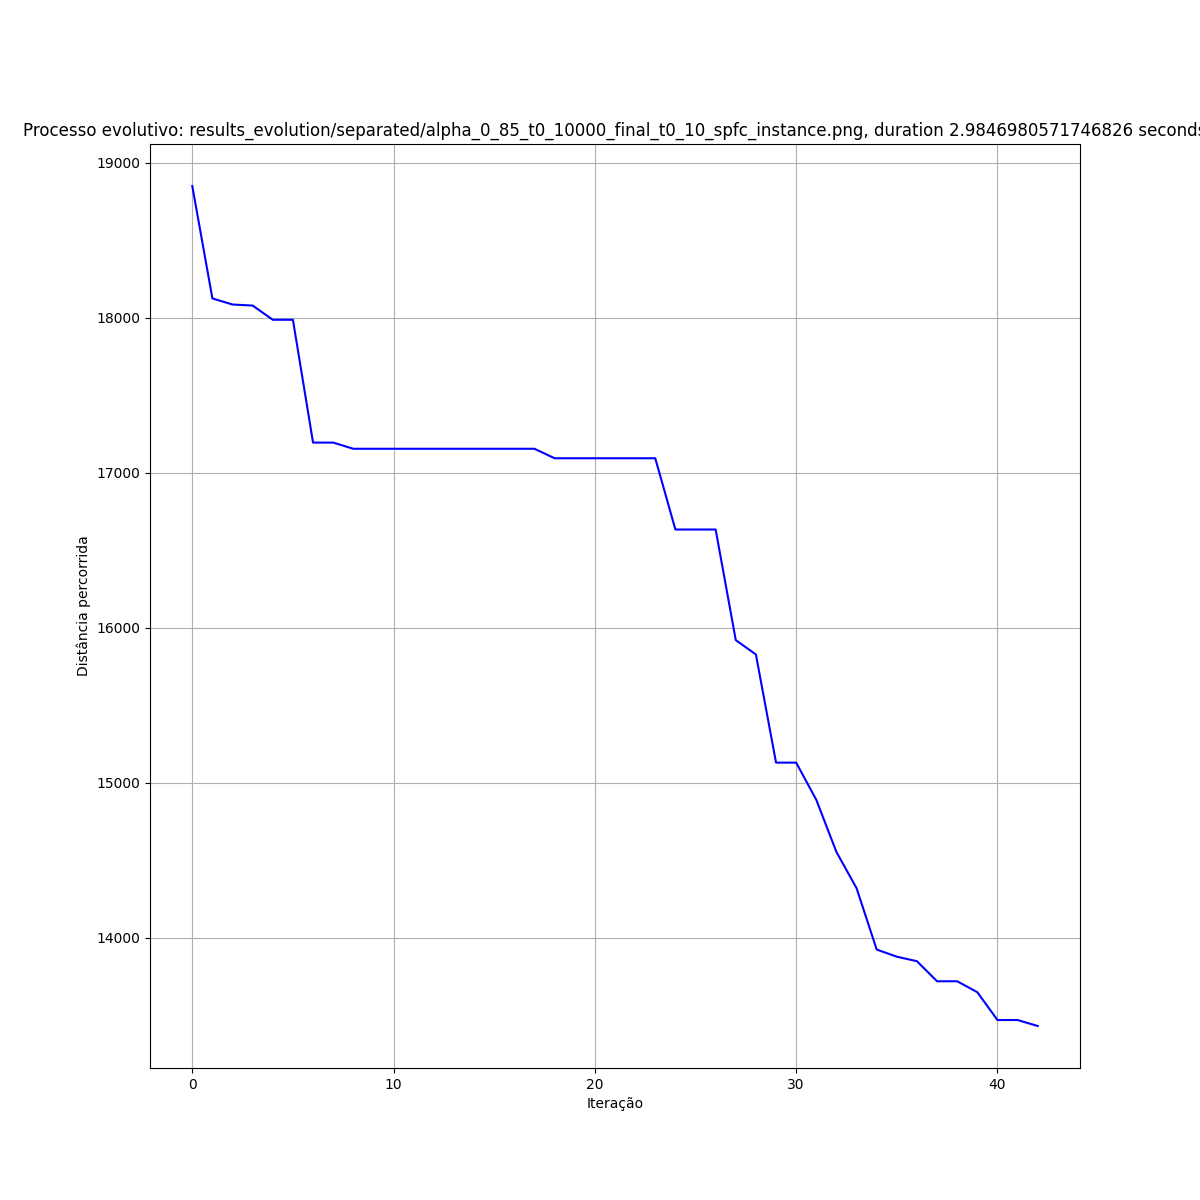 Processo evolutivo: results_evolution/separated/alpha_0_85_t0_10000_final_t0_10_spfc_instance.png, duration 2.9846980571746826 seconds
19000
18000
17000
16000
15000
14000
Distância percorrida
0 10 20 30 40
Iteração